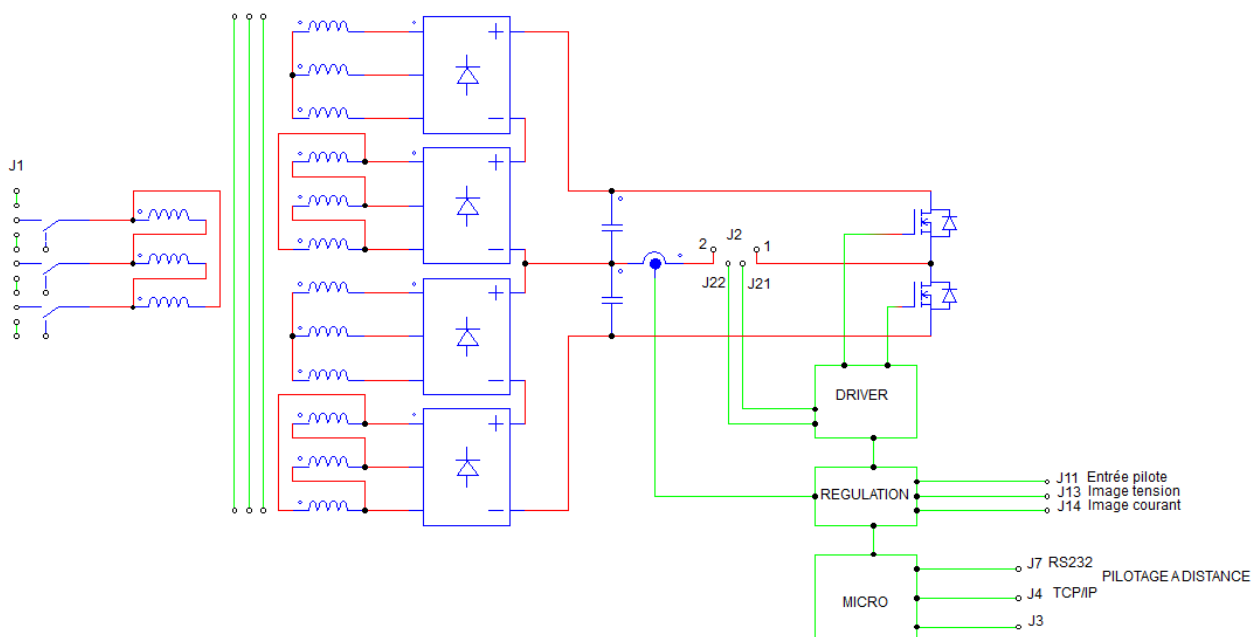 J1
2 J2 1
J22 J21
DRIVER
REGULATION
J11 Entrée pilote
J13 Image tension
J14 Image courant
MICRO
J7 RS232
PILOTAGE A DISTANCE
J4 TCP/IP
J3